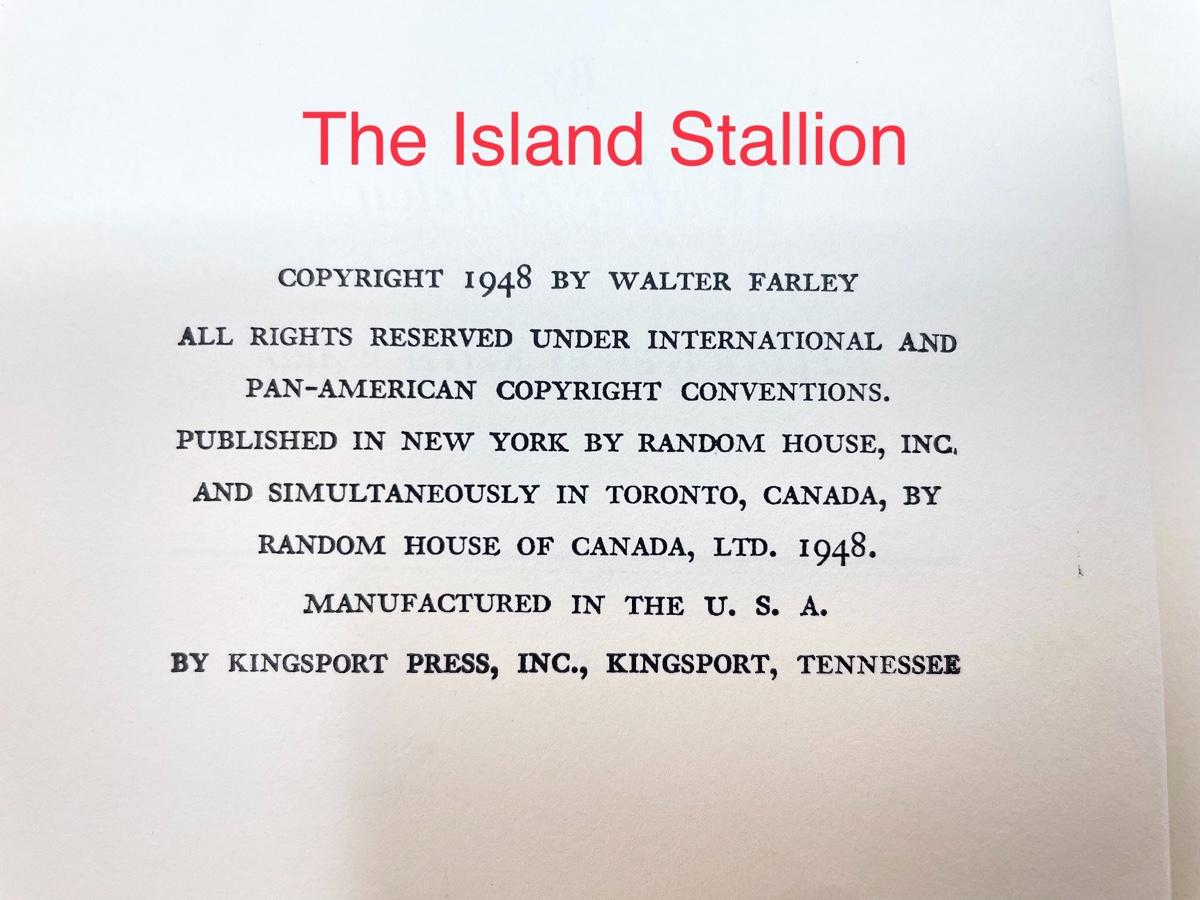 The Island Stallion
COPYRIGHT 1948 BY WALTER FARLEY
ALL RIGHTS RESERVED UNDER INTERNATIONAL AND
PAN-AMERICAN COPYRIGHT CONVENTIONS.
PUBLISHED IN NEW YORK BY RANDOM HOUSE, INC.
AND SIMULTANEOUSLY IN TORONTO, CANADA, BY
RANDOM HOUSE OF CANADA, LTD. 1948.
MANUFACTURED IN THE U. S. A.
BY KINGSPORT PRESS, INC., KINGSPORT, TENNESSEE